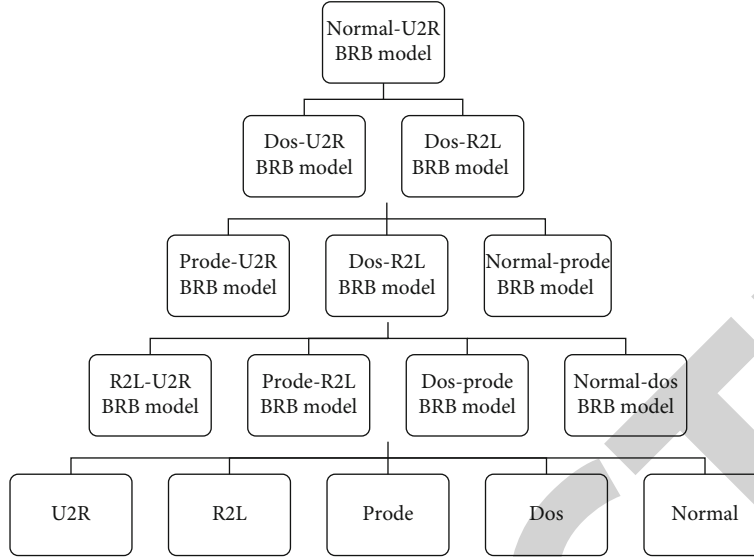 Normal-U2R
BRB model
Dos-U2R
BRB model
Dos-R2L
BRB model
Prode-U2R
BRB model
Dos-R2L
BRB model
Normal-prode
BRB model
R2L-U2R
BRB model
Prode-R2L
BRB model
Dos-prode
BRB model
Normal-dos
BRB model
U2R
R2L
Prode
Dos
Normal